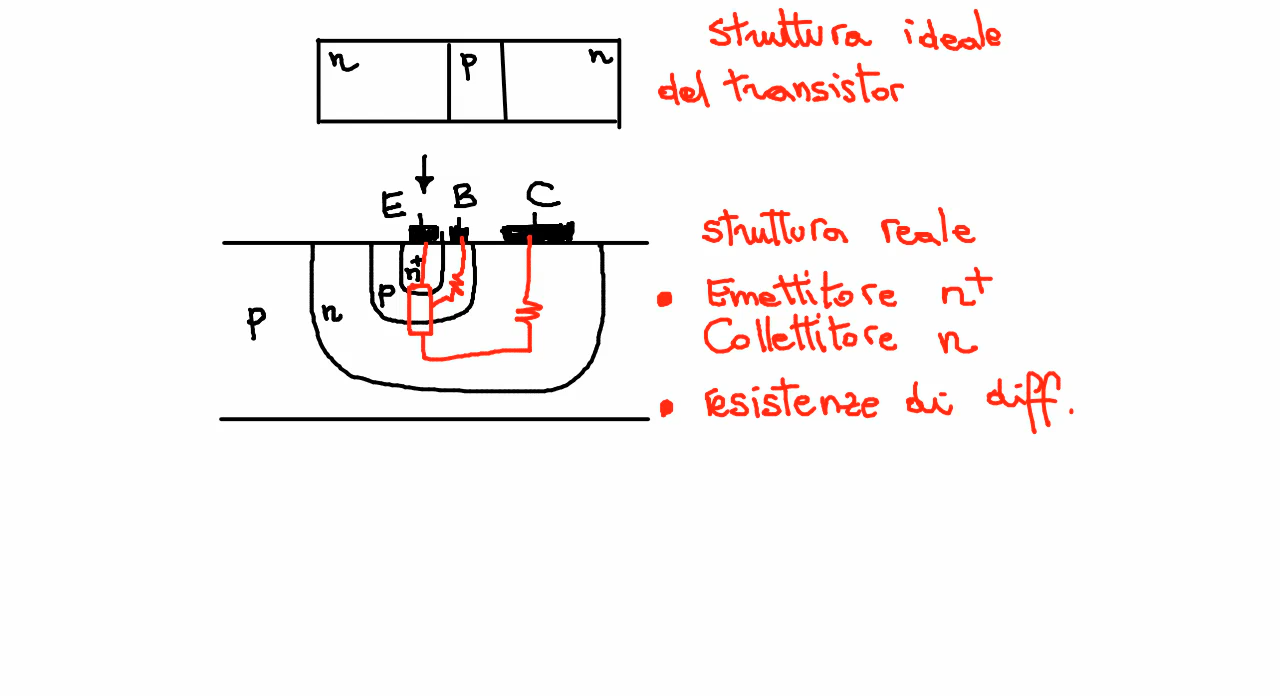 struttura ideale
n p n
del transistor
E B C
struttura reale
n+
p n p
• Emettitore n+
Collettitore n
• resistenze di diff.